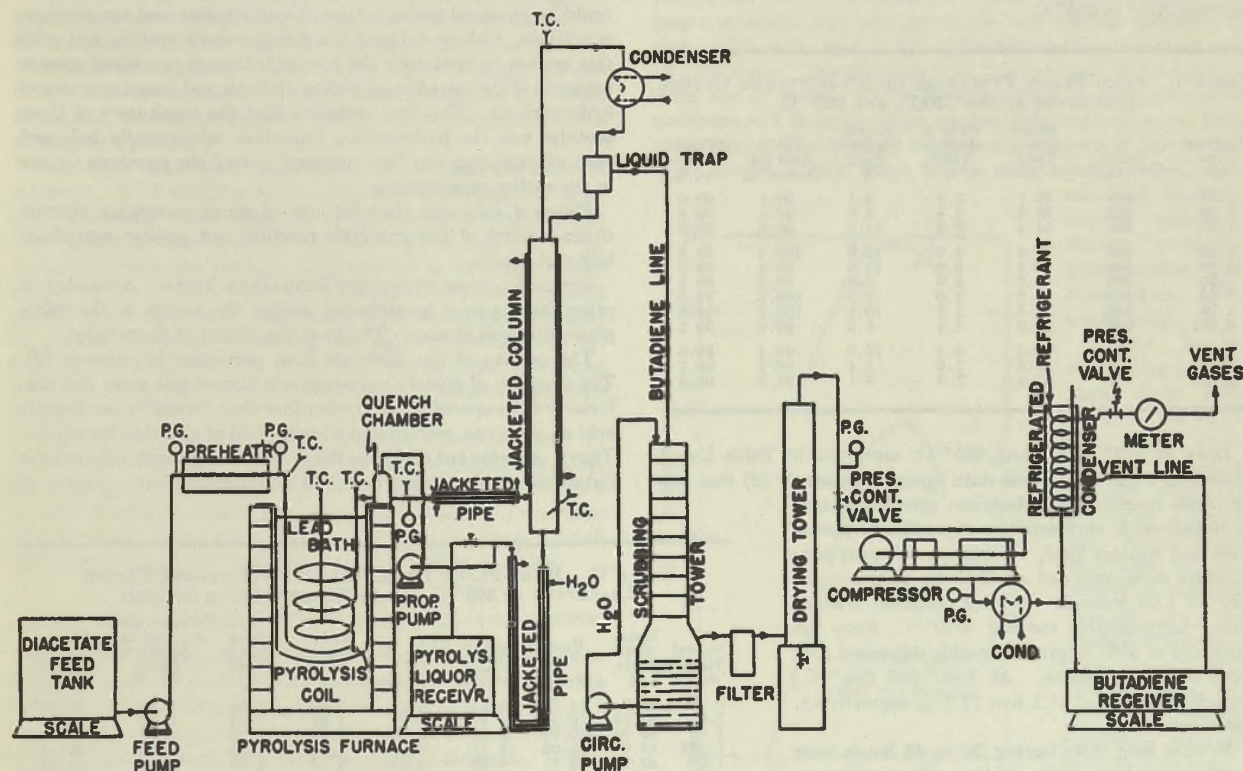 T.C.
CONDENSER
LIQUID TRAP
JACKETED COLUMN
BUTADIENE LINE
REFRIGERANT
PRES.
CONT.
VALVE
VENT
GASES
METER
REFRIGERATED
CONDENSER
VENT LINE
QUENCH
CHAMBER
P.G.
P.G.
PREHEATR
T.C.
T.C.
T.C.
JACKETED
PIPE
T.C.
P.G.
LEAD
BATH
PROP.
PUMP
H2O
H2O
SCRUBBING
TOWER
DRYING TOWER
P.G.
PRES.
CONT.
VALVE
COMPRESSOR
P.G.
COND
DIACETATE
FEED
TANK
SCALE
FEED
PUMP
PYROLYSIS
COIL
PYROLYSIS FURNACE
PYROLYS.
LIQUOR
RECEIVR.
SCALE
JACKETED
PIPE
CIRC.
PUMP
FILTER
BUTADIENE
RECEIVER
SCALE